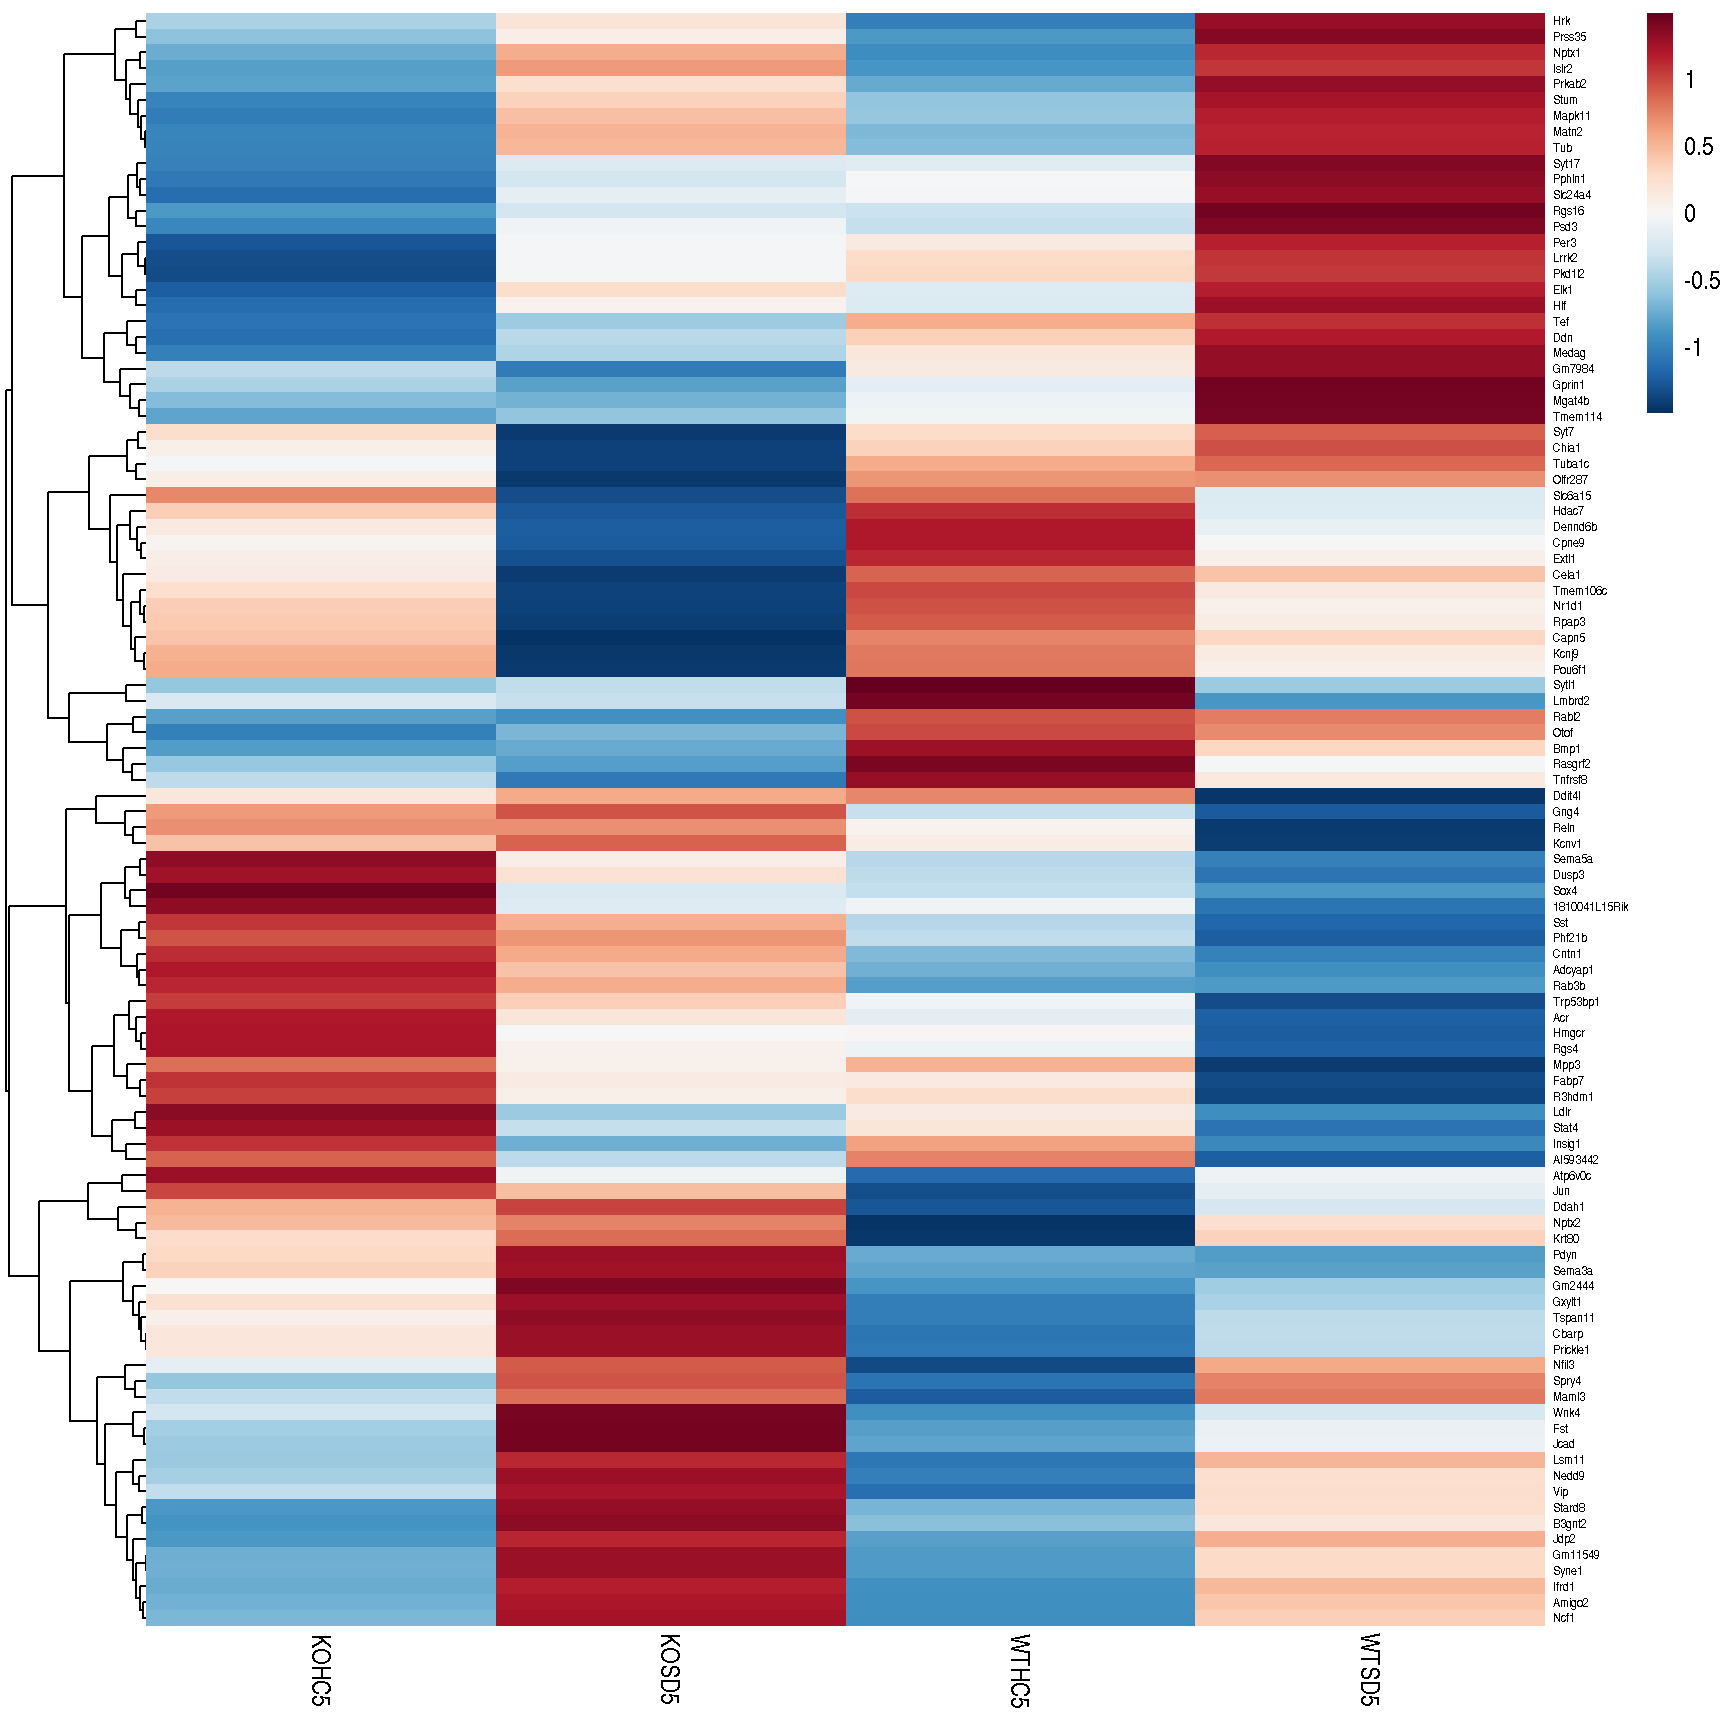 Hrk
Prss35
Nptx1
Islr2
Prkab2
Stum
Mapk11
Matn2
Tub
Syt17
Pphln1
Slc24a4
Rgs16
Psd3
Per3
Lrrk2
Pkd1l2
Elk1
Hlf
Tef
Ddn
Medag
Gm7984
Gprin1
Mgat4b
Tmem114
Syt7
Chia1
Tuba1c
Olfr287
Slc6a15
Hdac7
Dennd6b
Cpne9
Extl1
Cela1
Tmem106c
Nr1d1
Rpap3
Capn5
Kcnj9
Pou6f1
Sytl1
Lmbrd2
Rabl2
Otof
Bmp1
Rasgrf2
Tnfrsf8
Ddit4l
Gng4
Reln
Kcnv1
Sema5a
Dusp3
Sox4
1810041L15Rik
Sst
Phf21b
Cntn1
Adcyap1
Rab3b
Trp53bp1
Acr
Hmgcr
Rgs4
Mpp3
Fabp7
R3hdm1
Ldlr
Stat4
Insig1
AI593442
Atp6v0c
Jun
Ddah1
Nptx2
Krt80
Pdyn
Sema3a
Gm2444
Gxylt1
Tspan11
Cbarp
Prickle1
Nfil3
Spry4
Maml3
Wnk4
Fst
Jcad
Lsm11
Nedd9
Vip
Stard8
B3gnt2
Jdp2
Gm11549
Syne1
Ifrd1
Amigo2
Ncf1
1
0.5
0
-0.5
-1
KOHC5
KOSD5
WTHC5
WTSD5